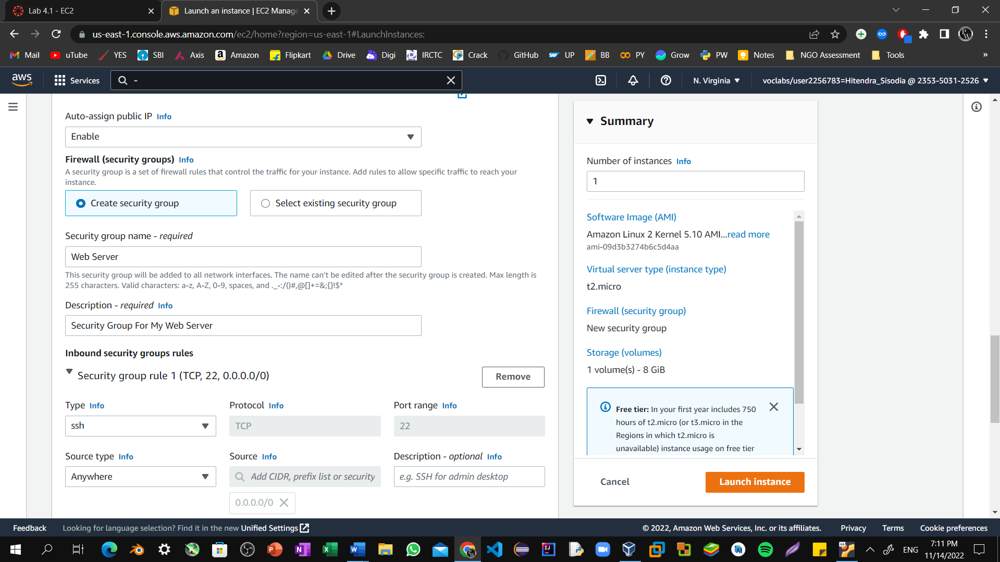 Lab 4.1 - EC2
Launch an instance | EC2 Manage
us-east-1.console.aws.amazon.com/ec2/home?region=us-east-1#LaunchInstances:
Mail uTube YES SBI Axis Amazon Flipkart Drive Digi IRCTC Crack GitHub UP BB PY Grow PW Notes NGO Assessment Tools »
aws Services - N. Virginia voclabs/user2256783=Hitendra_Sisodia @ 2353-5031-2526
Auto-assign public IP Info
Enable
Firewall (security groups) Info
A security group is a set of firewall rules that control the traffic for your instance. Add rules to allow specific traffic to reach your
instance.
Create security group
Select existing security group
Security group name - required
Web Server
This security group will be added to all network interfaces. The name can't be edited after the security group is created. Max length is
255 characters. Valid characters: a-z, A-Z, 0-9, spaces, and ._-:/()#,@[]+=&;{}!$*
Description - required Info
Security Group For My Web Server
Inbound security groups rules
Security group rule 1 (TCP, 22, 0.0.0.0/0)
Remove
Type Info
Protocol Info
Port range Info
ssh
TCP
22
Source type Info
Source Info
Description - optional Info
Anywhere
Add CIDR, prefix list or security
e.g. SSH for admin desktop
0.0.0.0/0
Summary
Number of instances Info
1
Software Image (AMI)
Amazon Linux 2 Kernel 5.10 AMI...read more
ami-09d3b3274b6c5d4aa
Virtual server type (instance type)
t2.micro
Firewall (security group)
New security group
Storage (volumes)
1 volume(s) - 8 GiB
Free tier: In your first year includes 750
hours of t2.micro (or t3.micro in the
Regions in which t2.micro is
unavailable) instance usage on free tier
Cancel
Launch instance
Feedback Looking for language selection? Find it in the new Unified Settings © 2022, Amazon Web Services, Inc. or its affiliates. Privacy Terms Cookie preferences
ENG
7:11 PM
11/14/2022